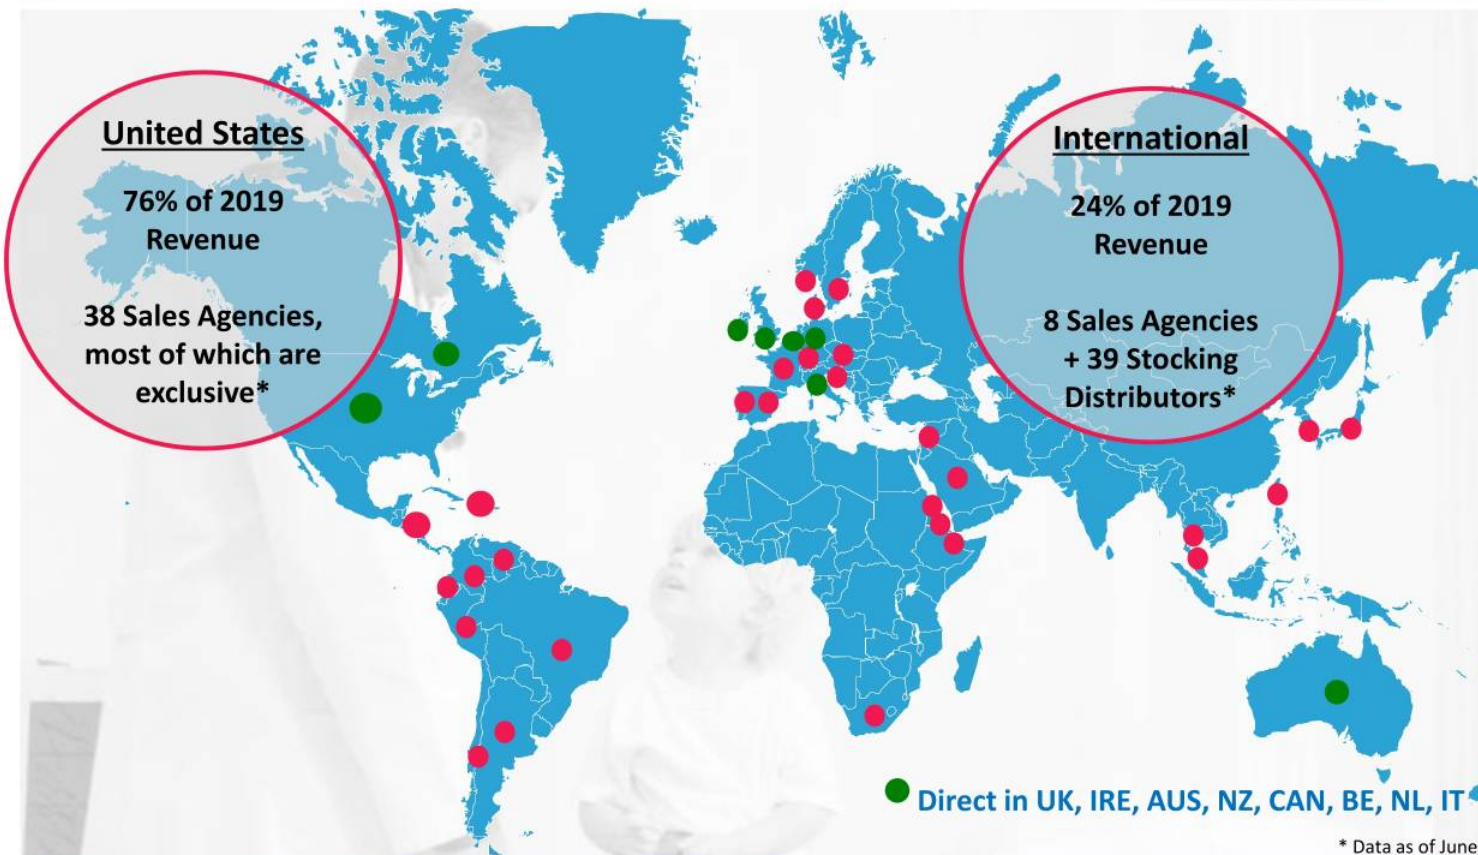 United States
76% of 2019
Revenue
38 Sales Agencies,
most of which are
exclusive*
International
24% of 2019
Revenue
8 Sales Agencies
+ 39 Stocking
Distributors*
Direct in UK, IRE, AUS, NZ, CAN, BE, NL, IT
* Data as of June